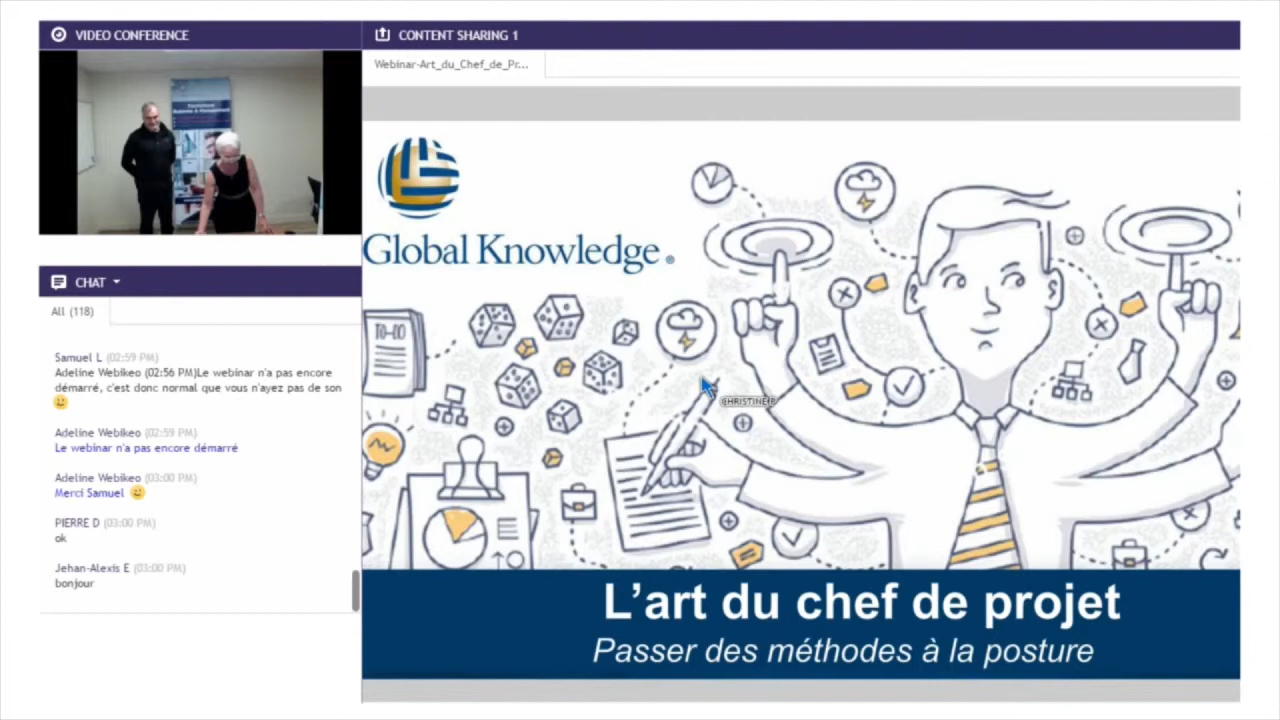 VIDEO CONFERENCE
CONTENT SHARING 1
Webinar-Art_du_Chef_de_Pr...
CHAT
All (118)
Samuel L (02:59 PM)
Adeline Webikeo (02:56 PM)Le webinar n'a pas encore
démarré, c'est donc normal que vous n'ayez pas de son
Adeline Webikeo (02:59 PM)
Le webinar n'a pas encore démarré
Adeline Webikeo (03:00 PM)
Merci Samuel
PIERRE D (03:00 PM)
ok
Jehan-Alexis E (03:00 PM)
bonjour
Global Knowledge®
TO-DO
L'art du chef de projet
Passer des méthodes à la posture